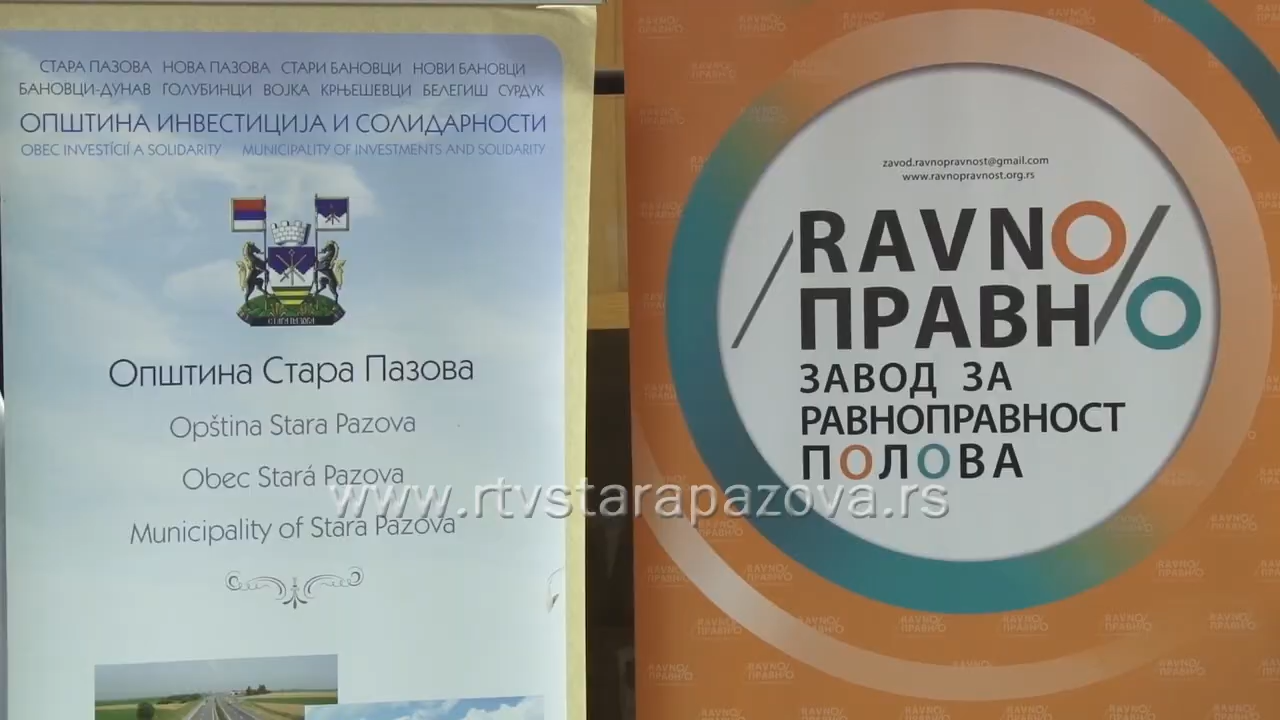 СТАРА ПАЗОВА НОВА ПАЗОВА СТАРИ БАНОВЦИ НОВИ БАНОВЦИ
БАНОВЦИ-ДУНАВ ГОЛУБИНЦИ ВОЈКА КРЊЕШЕВЦИ БЕЛЕГИШ СУРДУК
ОПШТИНА ИНВЕСТИЦИЈА И СОЛИДАРНОСТИ
OBEC INVESTÍCIÍ A SOLIDARITY MUNICIPALITY OF INVESTMENTS AND SOLIDARITY
СТАРА ПАЗОВА
Општина Стара Пазова
Opština Stara Pazova
Obec Stará Pazova
Municipality of Stara Pazova
zavod.ravnopravnost@gmail.com
www.ravnopravnost.org.rs
RAVNO
ПРАВНО
ЗАВОД ЗА
РАВНОПРАВНОСТ
ПОЛОВА
www.rtvstarapazova.rs